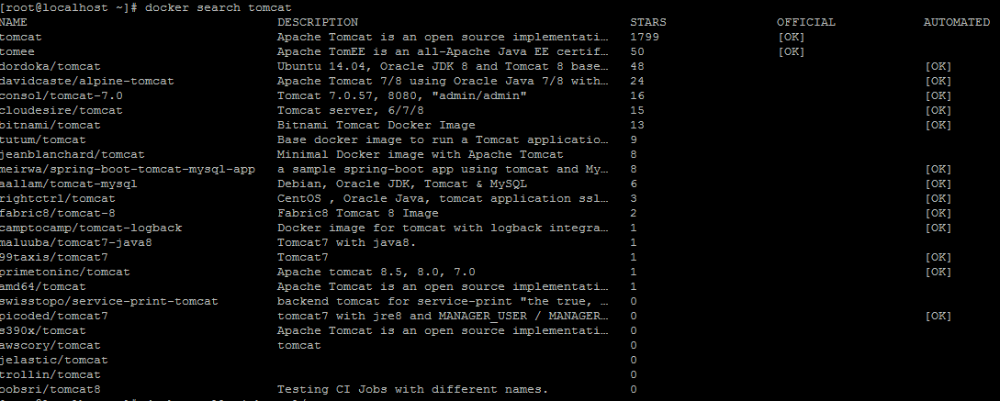 [root@localhost ~]# docker search tomcat
NAME DESCRIPTION STARS OFFICIAL AUTOMATED
tomcat Apache Tomcat is an open source implementati… 1799 [OK]
tomee Apache TomEE is an all-Apache Java EE certif… 50 [OK]
dordoka/tomcat Ubuntu 14.04, Oracle JDK 8 and Tomcat 8 base… 48 [OK]
davidcaste/alpine-tomcat Apache Tomcat 7/8 using Oracle Java 7/8 with… 24 [OK]
consol/tomcat-7.0 Tomcat 7.0.57, 8080, "admin/admin" 16 [OK]
cloudesire/tomcat Tomcat server, 6/7/8 15 [OK]
bitnami/tomcat Bitnami Tomcat Docker Image 13 [OK]
tutum/tomcat Base docker image to run a Tomcat applicatio… 9
jeanblanchard/tomcat Minimal Docker image with Apache Tomcat 8
meirwa/spring-boot-tomcat-mysql-app a sample spring-boot app using tomcat and My… 8 [OK]
aallam/tomcat-mysql Debian, Oracle JDK, Tomcat & MySQL 6 [OK]
rightctrl/tomcat CentOS , Oracle Java, tomcat application ssl… 3 [OK]
fabric8/tomcat-8 Fabric8 Tomcat 8 Image 2 [OK]
camptocamp/tomcat-logback Docker image for tomcat with logback integra… 1 [OK]
maluuba/tomcat7-java8 Tomcat7 with java8. 1
99taxis/tomcat7 Tomcat7 1 [OK]
primetoninc/tomcat Apache tomcat 8.5, 8.0, 7.0 1 [OK]
amd64/tomcat Apache Tomcat is an open source implementati… 1
swisstopo/service-print-tomcat backend tomcat for service-print "the true, … 0
picoded/tomcat7 tomcat7 with jre8 and MANAGER_USER / MANAGER… 0 [OK]
s390x/tomcat Apache Tomcat is an open source implementati… 0
awscory/tomcat tomcat 0
jelastic/tomcat 0
trollin/tomcat 0
oobsri/tomcat8 Testing CI Jobs with different names. 0